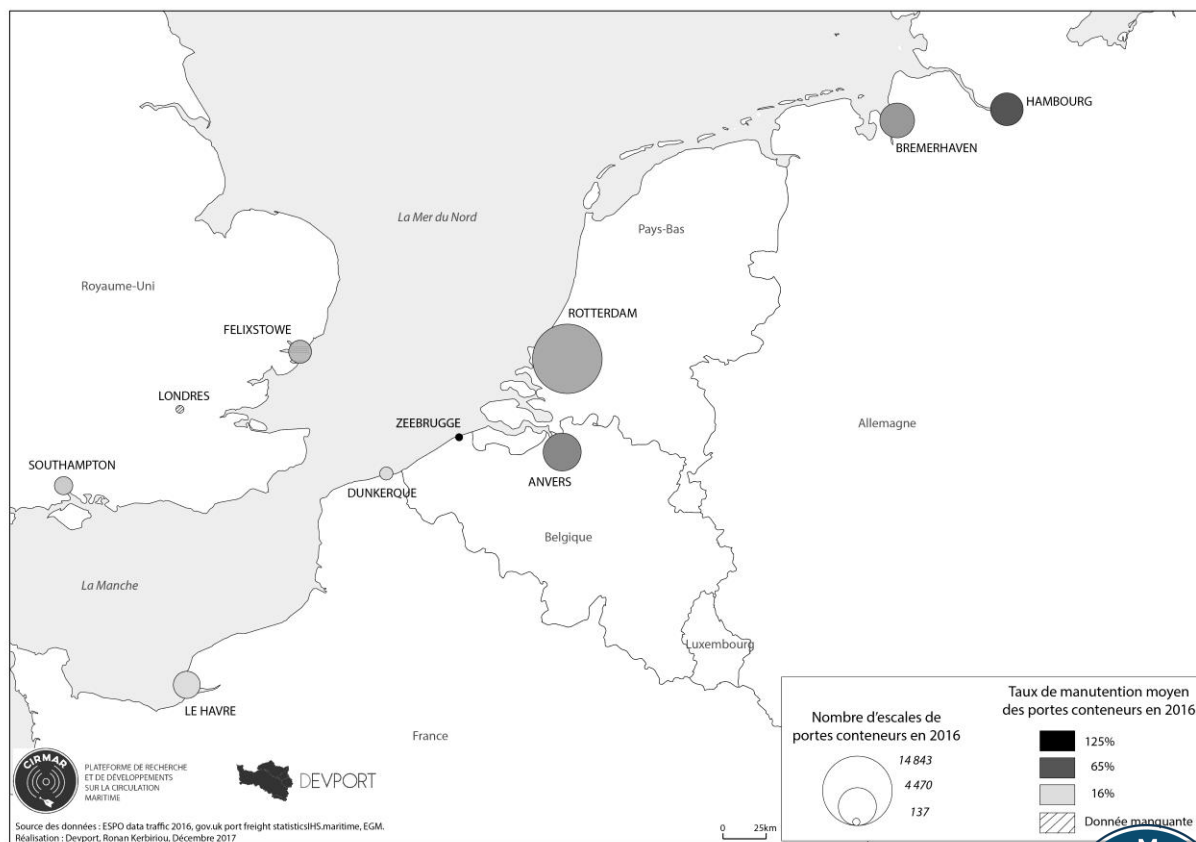 HAMBOURG
BREMERHAVEN
La Mer du Nord
Pays-Bas
Royaume-Uni
ROTTERDAM
FELIXSTOWE
LONDRES
ZEEBRUGGE
Allemagne
SOUTHAMPTON
DUNKERQUE
ANVERS
Belgique
La Manche
Luxembourg
LE HAVRE
France
Nombre d'escales de
portes conteneurs en 2016
14 843
4 470
137
Taux de manutention moyen
des portes conteneurs en 2016
125%
65%
16%
Donnée manquante
CIRMAR
PLATEFORME DE RECHERCHE
ET DE DÉVELOPPEMENTS
SUR LA CIRCULATION
MARITIME
DEVPORT
Source des données : ESPO data traffic 2016, gov.uk port freight statisticsIHS.maritime, EGM.
Réalisation : Devport, Ronan Kerbiriou, Décembre 2017
0 25km
M